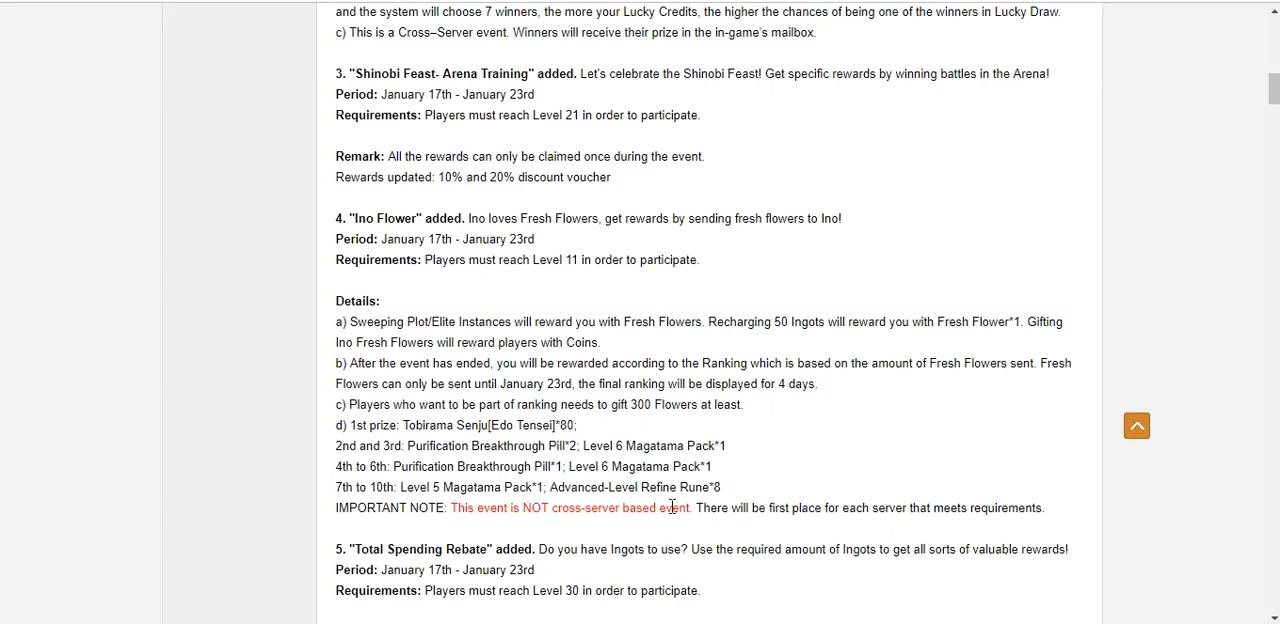 and the system will choose 7 winners, the more your Lucky Credits, the higher the chances of being one of the winners in Lucky Draw.
c) This is a Cross–Server event. Winners will receive their prize in the in-game's mailbox.
3. "Shinobi Feast- Arena Training" added. Let's celebrate the Shinobi Feast! Get specific rewards by winning battles in the Arena!
Period: January 17th - January 23rd
Requirements: Players must reach Level 21 in order to participate.
Remark: All the rewards can only be claimed once during the event.
Rewards updated: 10% and 20% discount voucher
4. "Ino Flower" added. Ino loves Fresh Flowers, get rewards by sending fresh flowers to Ino!
Period: January 17th - January 23rd
Requirements: Players must reach Level 11 in order to participate.
Details:
a) Sweeping Plot/Elite Instances will reward you with Fresh Flowers. Recharging 50 Ingots will reward you with Fresh Flower*1. Gifting
Ino Fresh Flowers will reward players with Coins.
b) After the event has ended, you will be rewarded according to the Ranking which is based on the amount of Fresh Flowers sent. Fresh
Flowers can only be sent until January 23rd, the final ranking will be displayed for 4 days.
c) Players who want to be part of ranking needs to gift 300 Flowers at least.
d) 1st prize: Tobirama Senju[Edo Tensei]*80;
2nd and 3rd: Purification Breakthrough Pill*2; Level 6 Magatama Pack*1
4th to 6th: Purification Breakthrough Pill*1; Level 6 Magatama Pack*1
7th to 10th: Level 5 Magatama Pack*1; Advanced-Level Refine Rune*8
IMPORTANT NOTE: This event is NOT cross-server based event. There will be first place for each server that meets requirements.
5. "Total Spending Rebate" added. Do you have Ingots to use? Use the required amount of Ingots to get all sorts of valuable rewards!
Period: January 17th - January 23rd
Requirements: Players must reach Level 30 in order to participate.